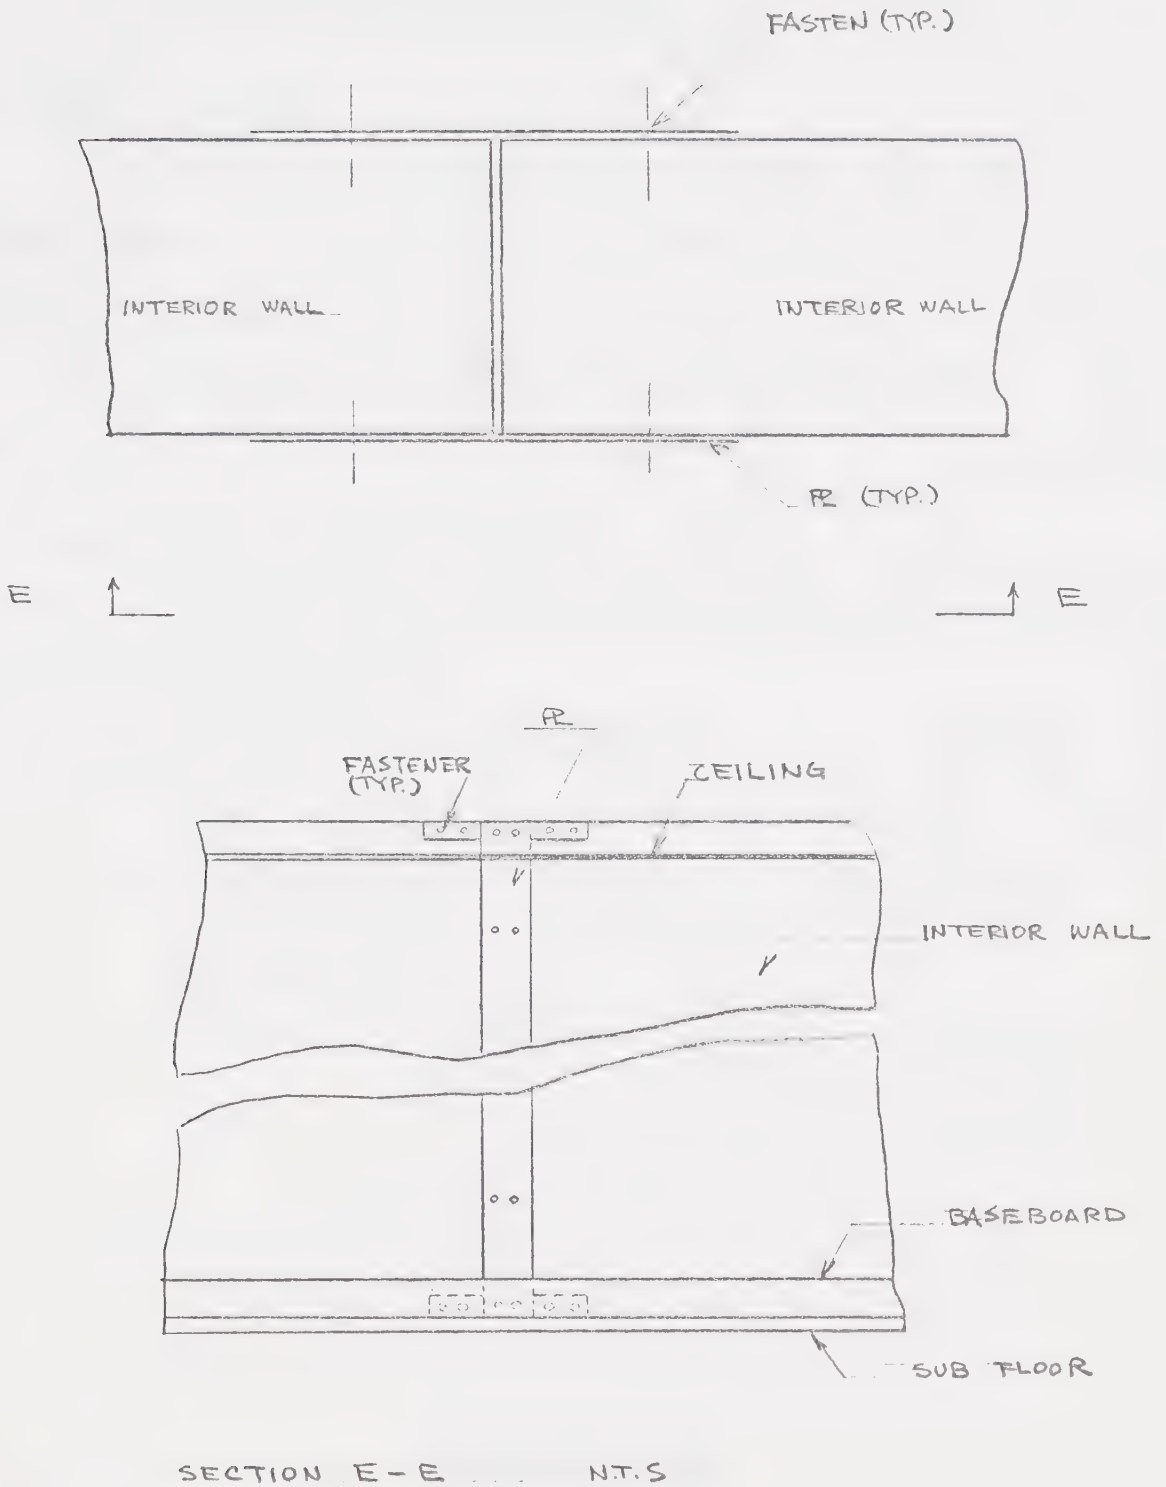 FASTEN (TYP.)
INTERIOR WALL
INTERIOR WALL
PL (TYP.)
E
E
PL
FASTENER
(TYP.)
CEILING
INTERIOR WALL
BASEBOARD
SUB FLOOR
SECTION E-E N.T.S